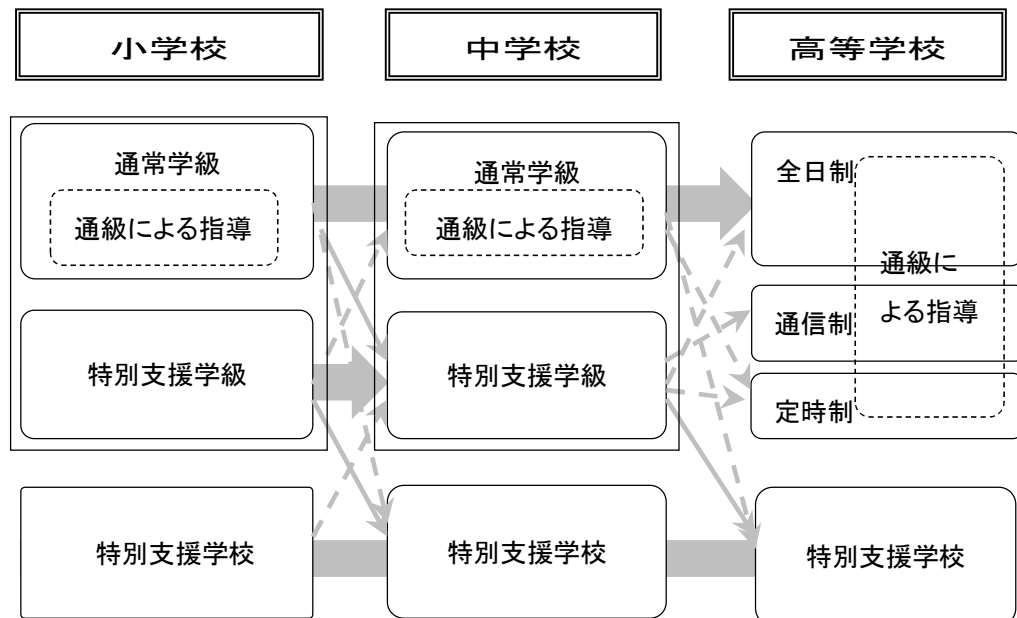 小学校
中学校
高等学校
通常学級
通級による指導
特別支援学級
特別支援学校
通常学級
通級による指導
特別支援学級
特別支援学校
全日制
通級に
よる指導
通信制
定時制
特別支援学校